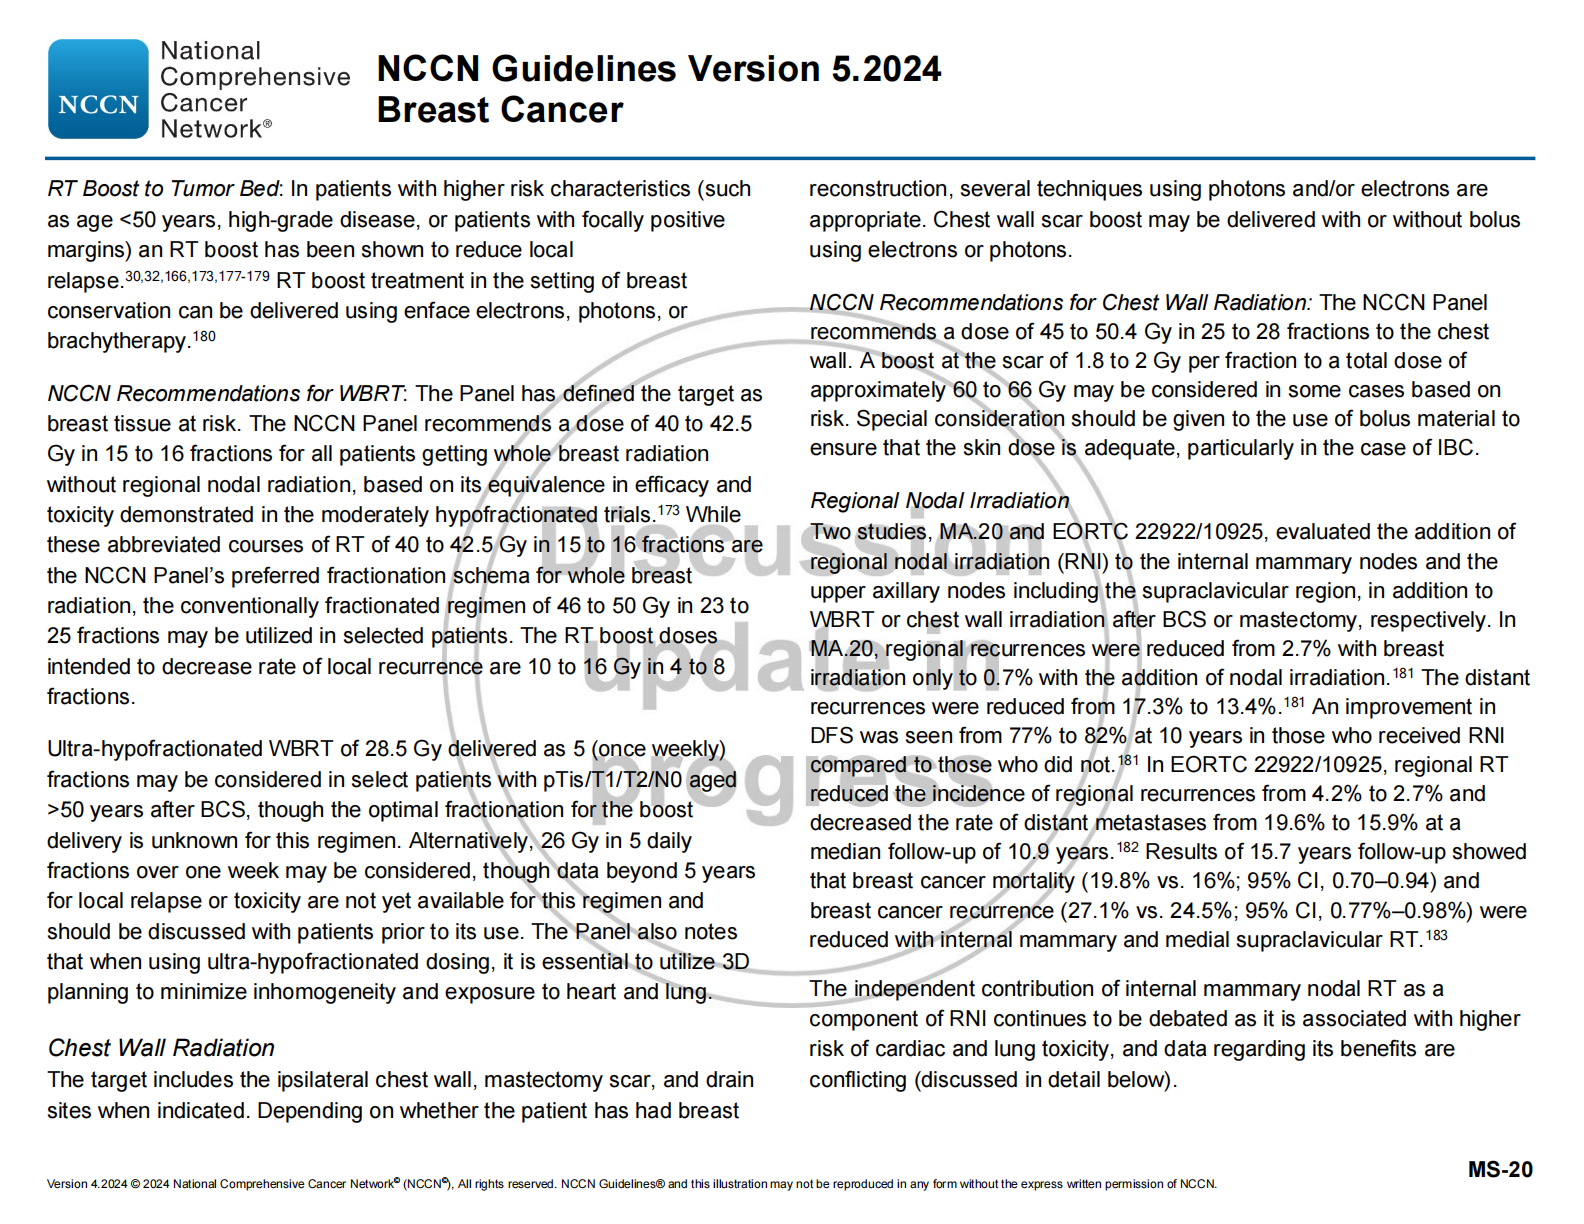 National
Comprehensive
Cancer
Network®
NCCN
NCCN Guidelines Version 5.2024
Breast Cancer
RT Boost to Tumor Bed: In patients with higher risk characteristics (such
as age <50 years, high-grade disease, or patients with focally positive
margins) an RT boost has been shown to reduce local
relapse.30,32,166,173,177-179 RT boost treatment in the setting of breast
conservation can be delivered using enface electrons, photons, or
brachytherapy.180
NCCN Recommendations for WBRT: The Panel has defined the target as
breast tissue at risk. The NCCN Panel recommends a dose of 40 to 42.5
Gy in 15 to 16 fractions for all patients getting whole breast radiation
without regional nodal radiation, based on its equivalence in efficacy and
toxicity demonstrated in the moderately hypofractionated trials.173 While
these abbreviated courses of RT of 40 to 42.5 Gy in 15 to 16 fractions are
the NCCN Panel's preferred fractionation schema for whole breast
radiation, the conventionally fractionated regimen of 46 to 50 Gy in 23 to
25 fractions may be utilized in selected patients. The RT boost doses
intended to decrease rate of local recurrence are 10 to 16 Gy in 4 to 8
fractions.
Ultra-hypofractionated WBRT of 28.5 Gy delivered as 5 (once weekly)
fractions may be considered in select patients with pTis/T1/T2/N0 aged
>50 years after BCS, though the optimal fractionation for the boost
delivery is unknown for this regimen. Alternatively, 26 Gy in 5 daily
fractions over one week may be considered, though data beyond 5 years
for local relapse or toxicity are not yet available for this regimen and
should be discussed with patients prior to its use. The Panel also notes
that when using ultra-hypofractionated dosing, it is essential to utilize 3D
planning to minimize inhomogeneity and exposure to heart and lung.
Chest Wall Radiation
The target includes the ipsilateral chest wall, mastectomy scar, and drain
sites when indicated. Depending on whether the patient has had breast
reconstruction, several techniques using photons and/or electrons are
appropriate. Chest wall scar boost may be delivered with or without bolus
using electrons or photons.
NCCN Recommendations for Chest Wall Radiation: The NCCN Panel
recommends a dose of 45 to 50.4 Gy in 25 to 28 fractions to the chest
wall. A boost at the scar of 1.8 to 2 Gy per fraction to a total dose of
approximately 60 to 66 Gy may be considered in some cases based on
risk. Special consideration should be given to the use of bolus material to
ensure that the skin dose is adequate, particularly in the case of IBC.
Regional Nodal Irradiation
Two studies, MA.20 and EORTC 22922/10925, evaluated the addition of
regional nodal irradiation (RNI) to the internal mammary nodes and the
upper axillary nodes including the supraclavicular region, in addition to
WBRT or chest wall irradiation after BCS or mastectomy, respectively. In
MA.20, regional recurrences were reduced from 2.7% with breast
irradiation only to 0.7% with the addition of nodal irradiation.181 The distant
recurrences were reduced from 17.3% to 13.4%.181 An improvement in
DFS was seen from 77% to 82% at 10 years in those who received RNI
compared to those who did not.181 In EORTC 22922/10925, regional RT
reduced the incidence of regional recurrences from 4.2% to 2.7% and
decreased the rate of distant metastases from 19.6% to 15.9% at a
median follow-up of 10.9 years.182 Results of 15.7 years follow-up showed
that breast cancer mortality (19.8% vs. 16%; 95% CI, 0.70–0.94) and
breast cancer recurrence (27.1% vs. 24.5%; 95% CI, 0.77%–0.98%) were
reduced with internal mammary and medial supraclavicular RT.183
The independent contribution of internal mammary nodal RT as a
component of RNI continues to be debated as it is associated with higher
risk of cardiac and lung toxicity, and data regarding its benefits are
conflicting (discussed in detail below).
Discussion
update in
progress
MS-20
Version 4.2024 © 2024 National Comprehensive Cancer Network© (NCCN©), All rights reserved. NCCN Guidelines® and this illustration may not be reproduced in any form without the express written permission of NCCN.